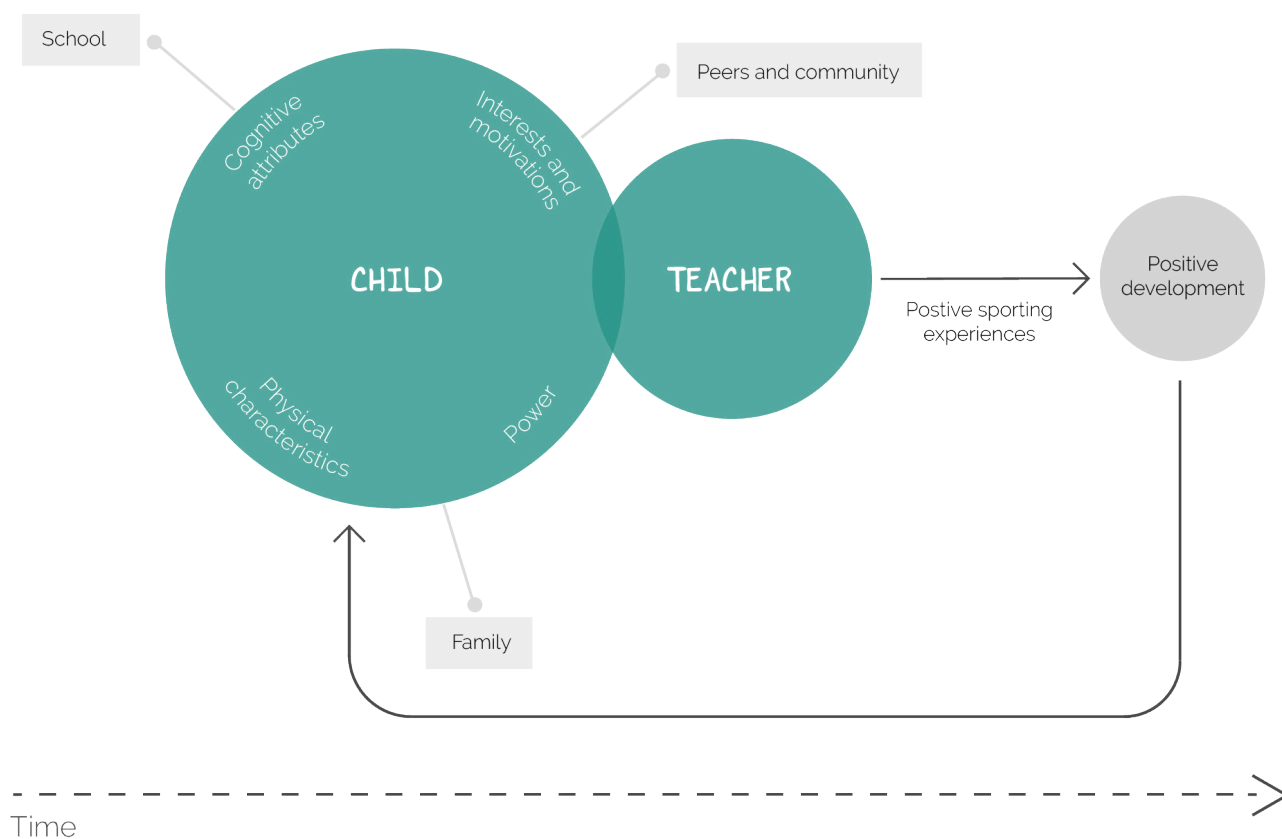 School
Peers and community
Cognitive
attributes
Interests and
motivations
CHILD
TEACHER
Positive
development
Postive sporting
experiences
Physical
characteristics
Power
Family
Time